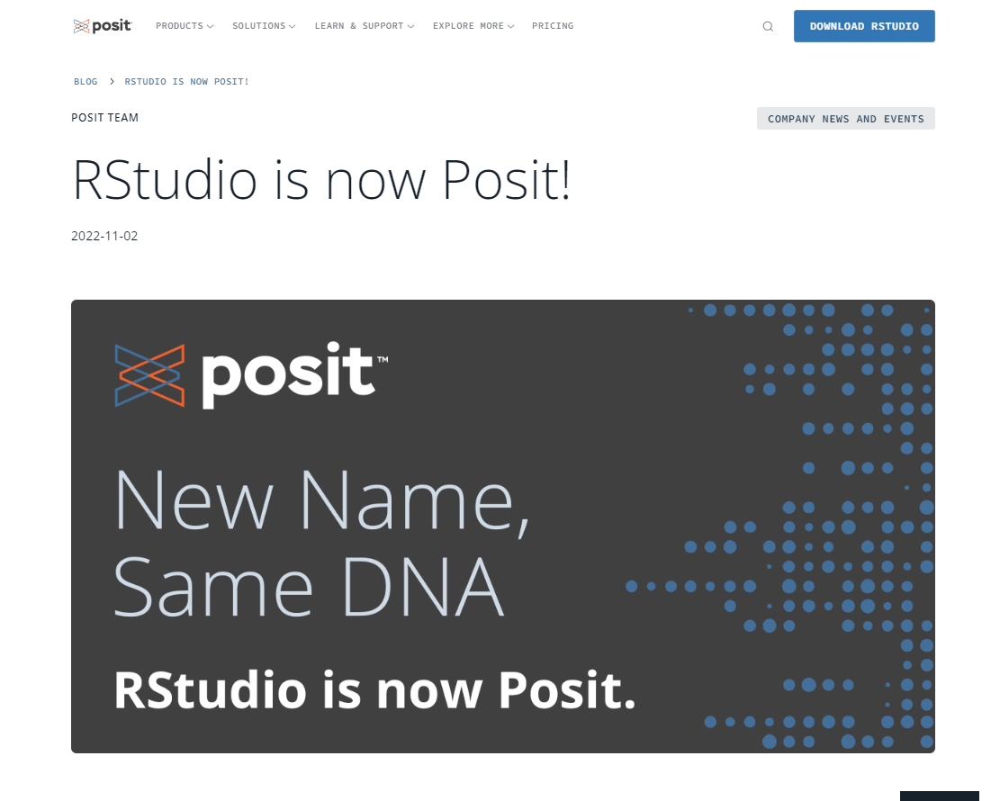 posit
PRODUCTS SOLUTIONS LEARN & SUPPORT EXPLORE MORE PRICING DOWNLOAD RSTUDIO
BLOG > RSTUDIO IS NOW POSIT!
POSIT TEAM COMPANY NEWS AND EVENTS
RStudio is now Posit!
2022-11-02
posit™
New Name,
Same DNA
RStudio is now Posit.